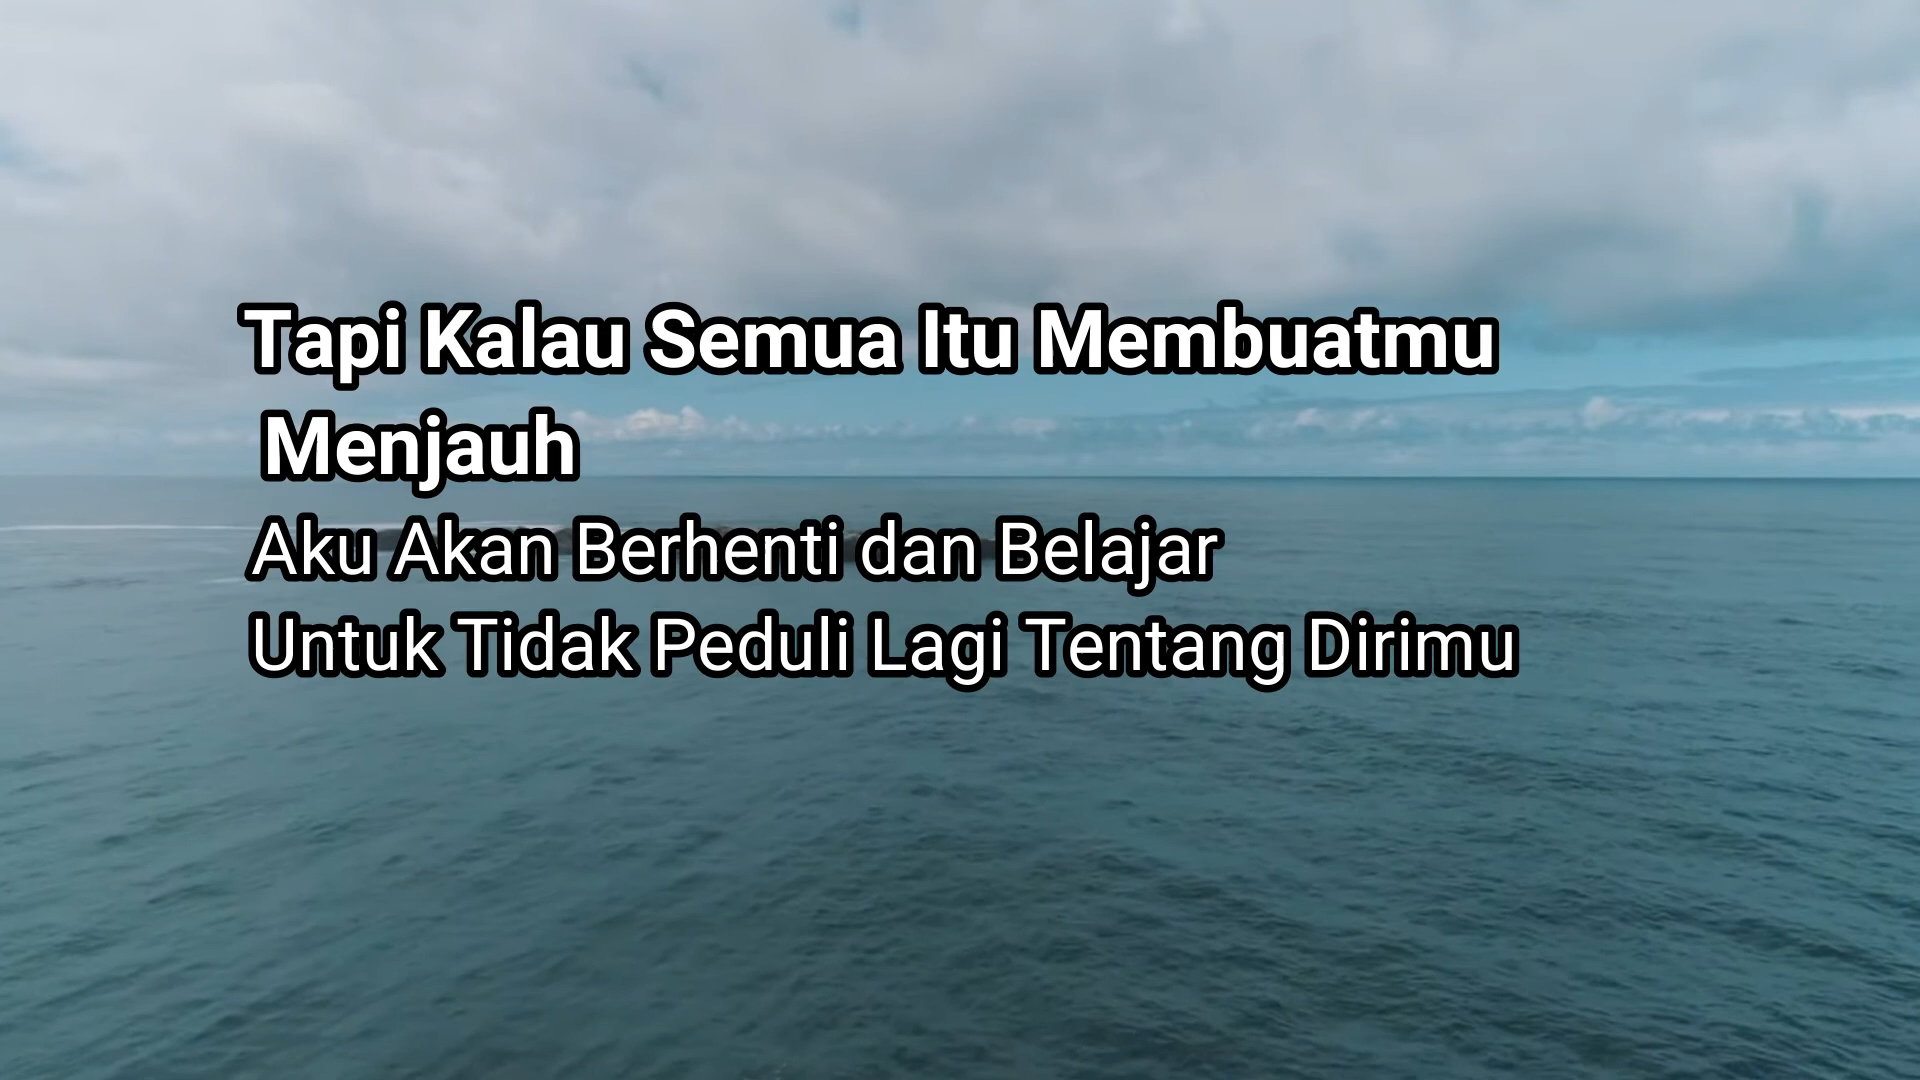 Tapi Kalau Semua Itu Membuatmu
Menjauh
Aku Akan Berhenti dan Belajar
Untuk Tidak Peduli Lagi Tentang Dirimu